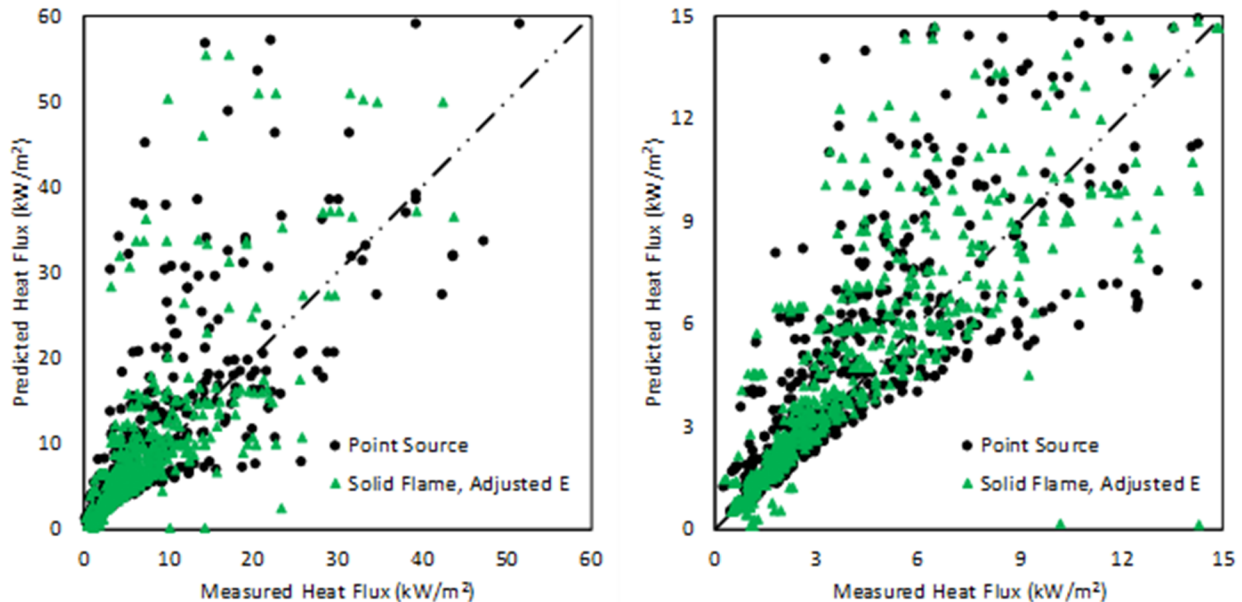 60
50
40
30
20
10
0
Predicted Heat Flux (kW/m²)
Point Source
Solid Flame, Adjusted E
0 10 20 30 40 50 60
Measured Heat Flux (kW/m²)
15
12
9
6
3
0
Predicted Heat Flux (kW/m²)
Point Source
Solid Flame, Adjusted E
0 3 6 9 12 15
Measured Heat Flux (kW/m²)